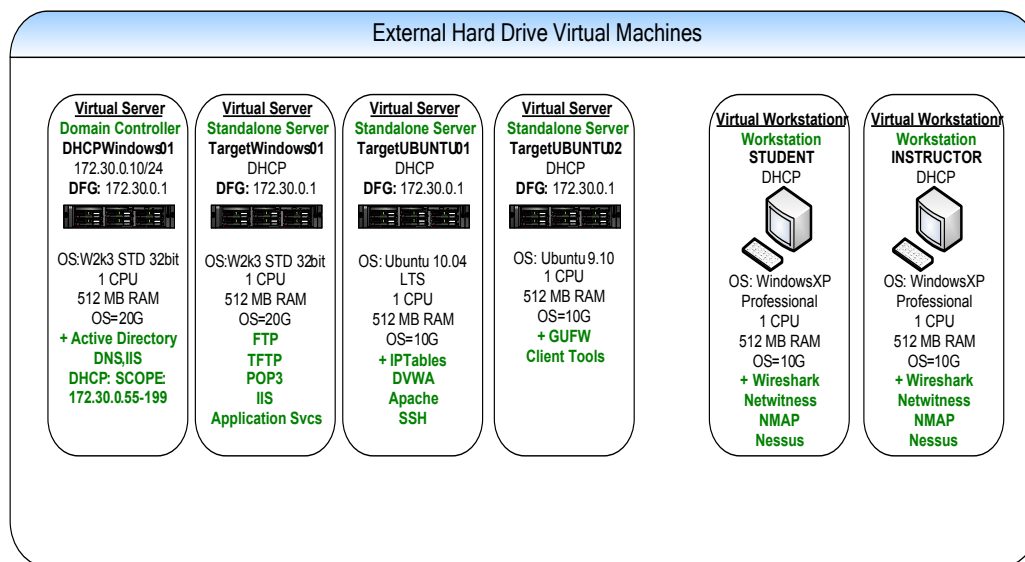 External Hard Drive Virtual Machines
Virtual Server
Domain Controller
DHCPWindows01
172.30.0.10/24
DFG: 172.30.0.1
OS:W2k3 STD 32bit
1 CPU
512 MB RAM
OS=20G
+ Active Directory
DNS,IIS
DHCP: SCOPE:
172.30.0.55-199
Virtual Server
Standalone Server
TargetWindows01
DHCP
DFG: 172.30.0.1
OS:W2k3 STD 32bit
1 CPU
512 MB RAM
OS=20G
FTP
TFTP
POP3
IIS
Application Svcs
Virtual Server
Standalone Server
TargetUBUNTU01
DHCP
DFG: 172.30.0.1
OS: Ubuntu 10.04
LTS
1 CPU
512 MB RAM
OS=10G
+ IPTables
DVWA
Apache
SSH
Virtual Server
Standalone Server
TargetUBUNTU02
DHCP
DFG: 172.30.0.1
OS: Ubuntu 9.10
1 CPU
512 MB RAM
OS=10G
+ GUFW
Client Tools
Virtual Workstationr
Workstation
STUDENT
DHCP
OS: WindowsXP
Professional
1 CPU
512 MB RAM
OS=10G
+ Wireshark
Netwitness
NMAP
Nessus
Virtual Workstationr
Workstation
INSTRUCTOR
DHCP
OS: WindowsXP
Professional
1 CPU
512 MB RAM
OS=10G
+ Wireshark
Netwitness
NMAP
Nessus